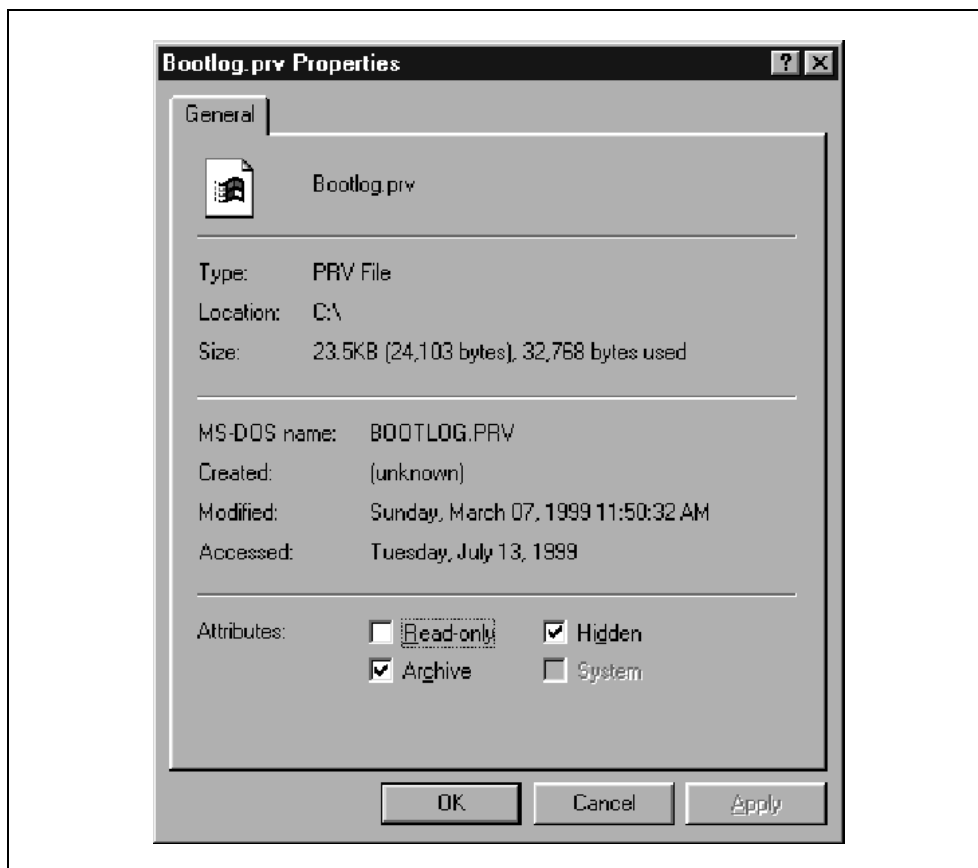 Bootlog.prv Properties
General
Bootlog.prv
Type: PRV File
Location: C:\
Size: 23.5KB (24,103 bytes), 32,768 bytes used
MS-DOS name: BOOTLOG.PRV
Created: (unknown)
Modified: Sunday, March 07, 1999 11:50:32 AM
Accessed: Tuesday, July 13, 1999
Attributes: Read-only Hidden
Archive System
OK Cancel Apply